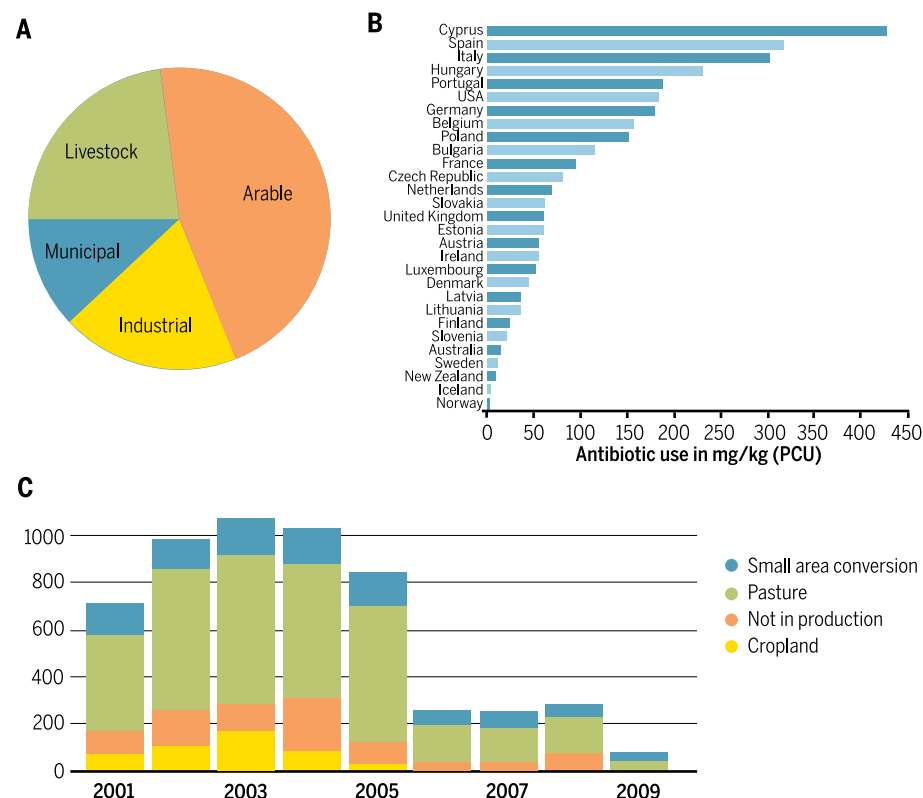 A
Livestock
Arable
Municipal
Industrial
B
Cyprus
Spain
Italy
Hungary
Portugal
USA
Germany
Belgium
Poland
Bulgaria
France
Czech Republic
Netherlands
Slovakia
United Kingdom
Estonia
Austria
Ireland
Luxembourg
Denmark
Latvia
Lithuania
Finland
Slovenia
Australia
Sweden
New Zealand
Iceland
Norway
0 50 100 150 200 250 300 350 400 450
Antibiotic use in mg/kg (PCU)
C
1000
800
600
400
200
0
2001 2003 2005 2007 2009
Small area conversion
Pasture
Not in production
Cropland